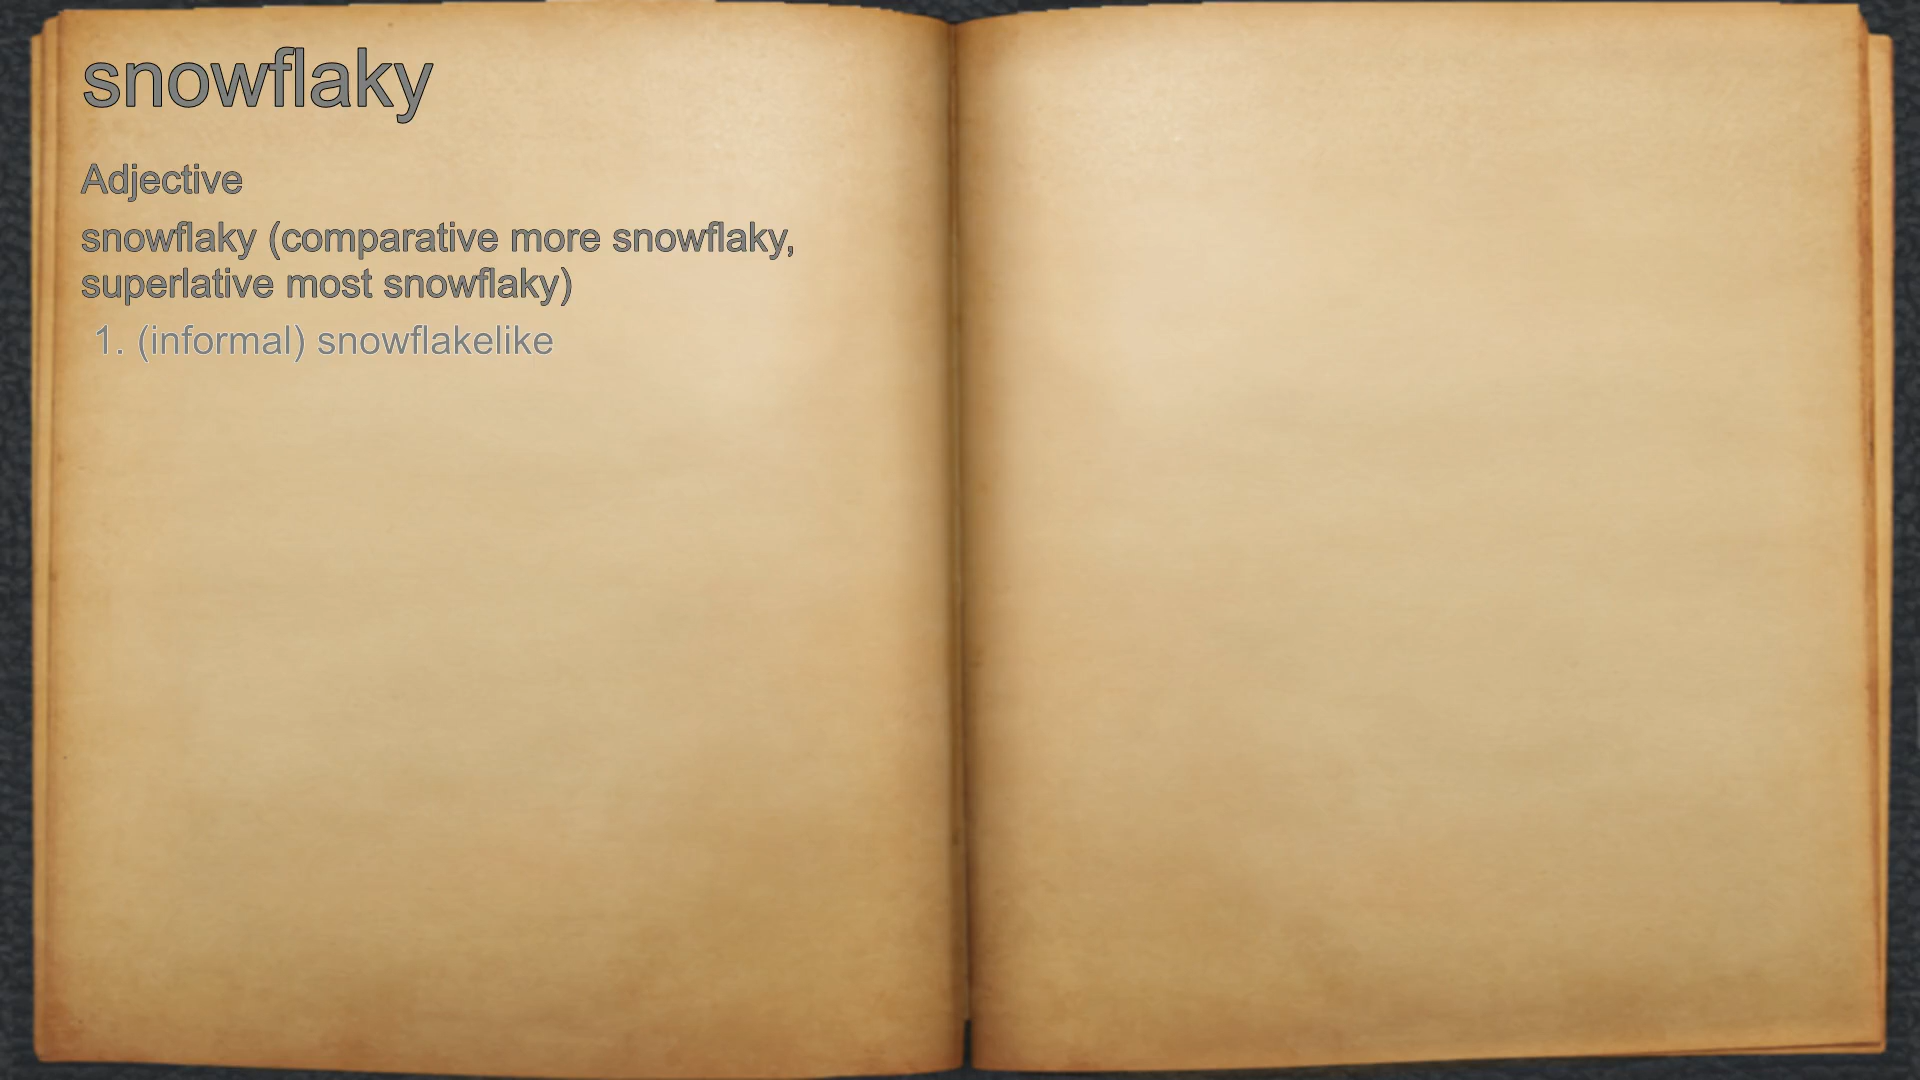 snowflaky
Adjective
snowflaky (comparative more snowflaky,
superlative most snowflaky)
1. (informal) snowflakelike